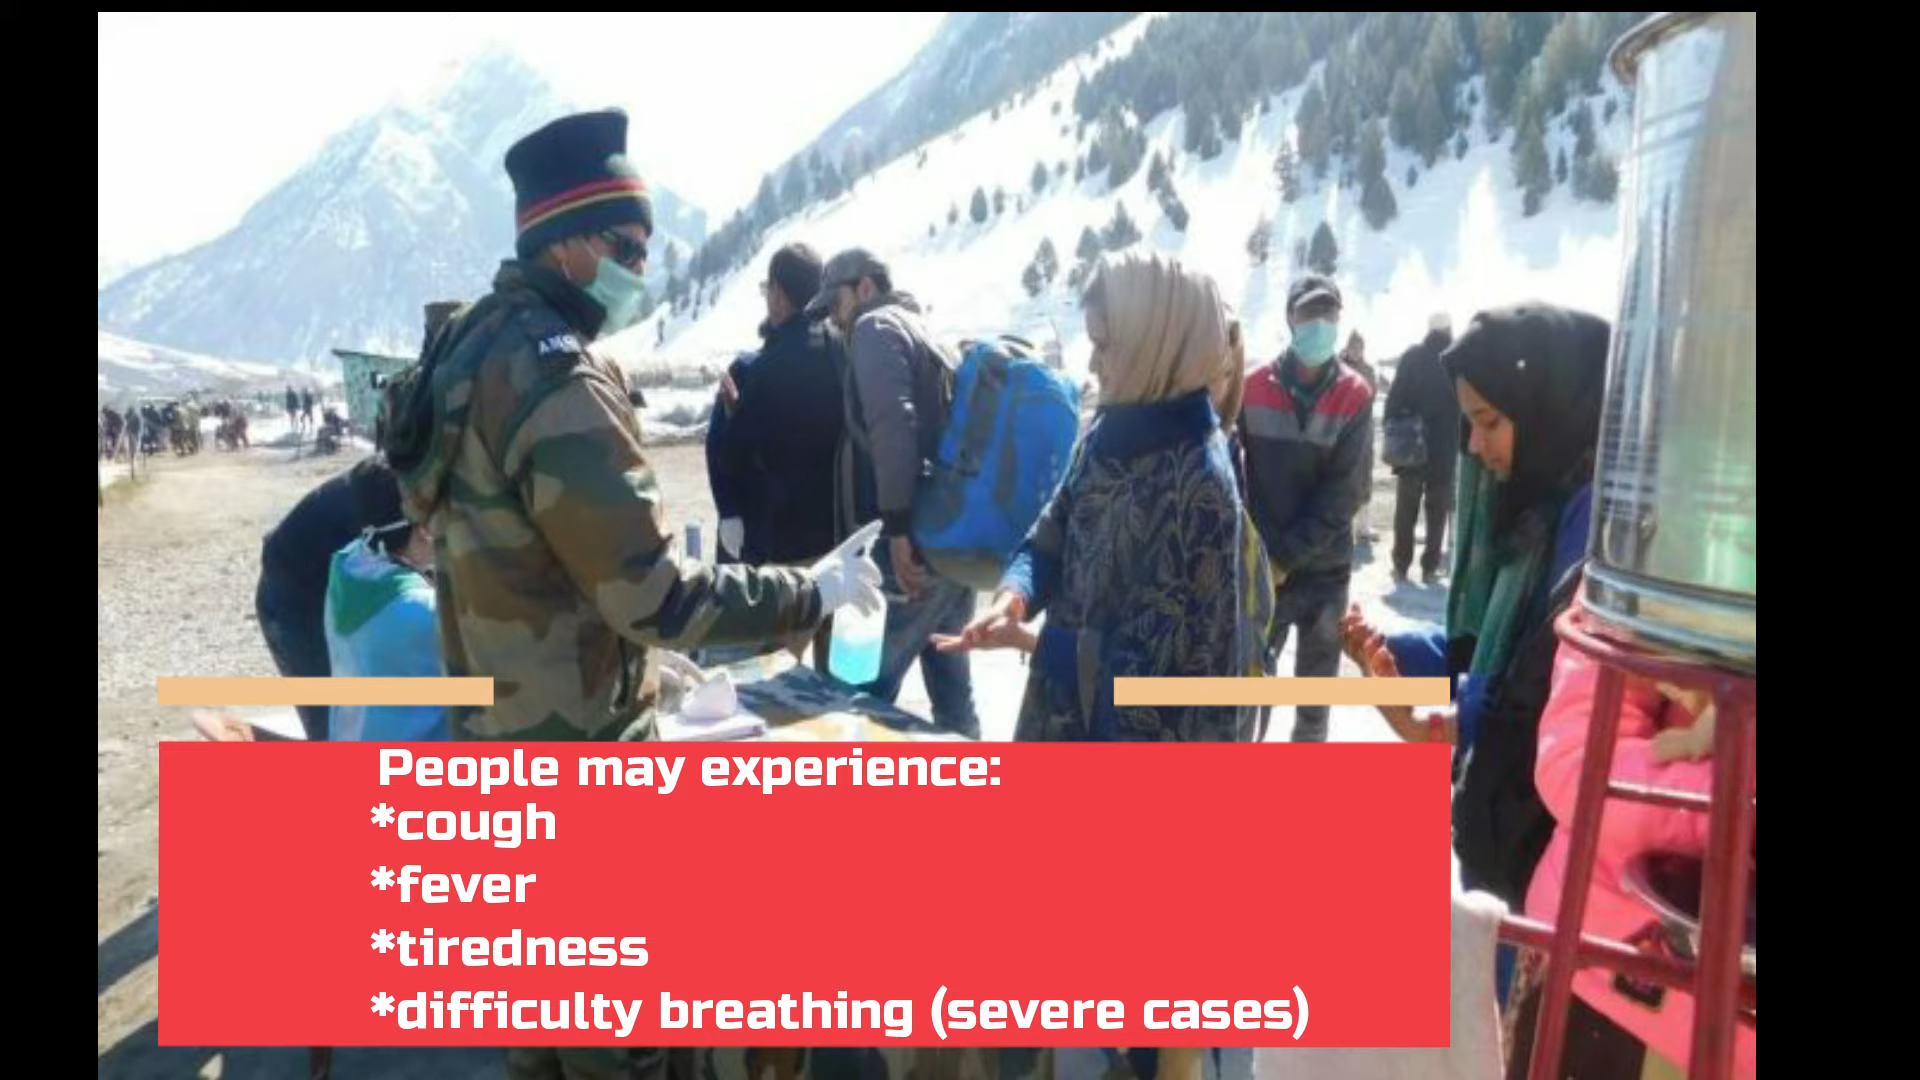 People may experience:
*cough
*fever
*tiredness
*difficulty breathing (severe cases)